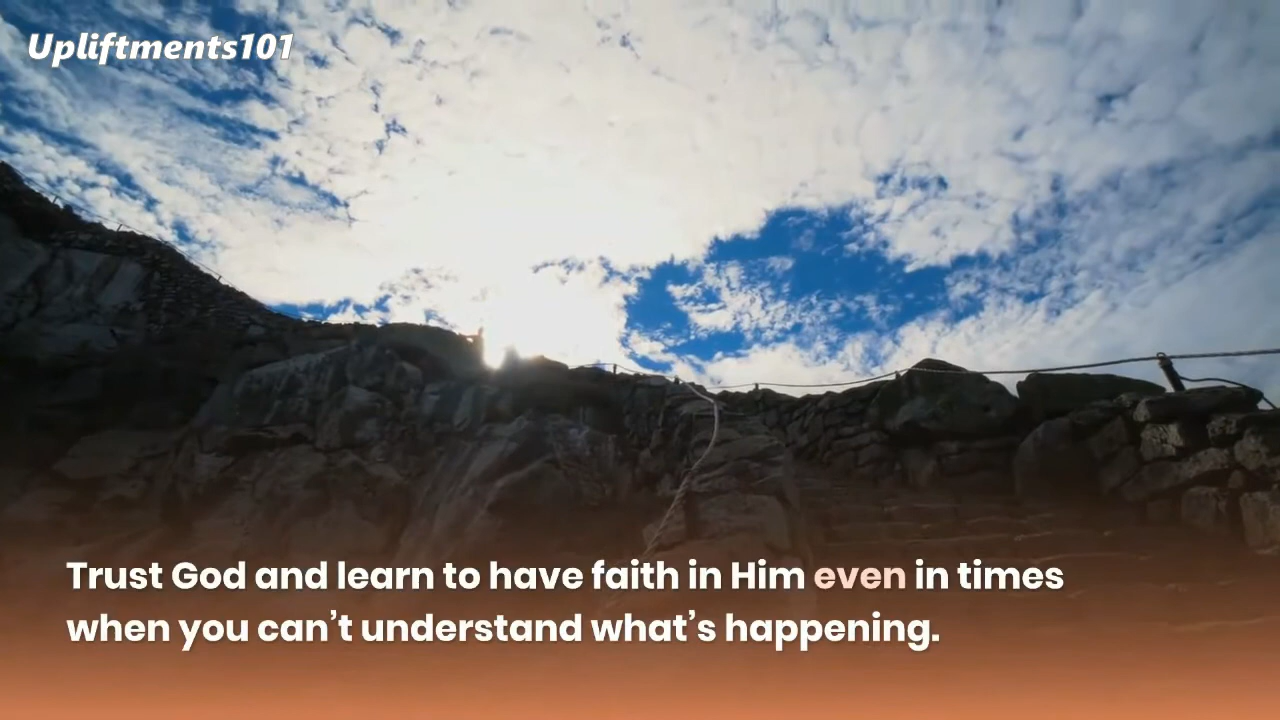 Upliftments101
Trust God and learn to have faith in Him even in times
when you can’t understand what’s happening.